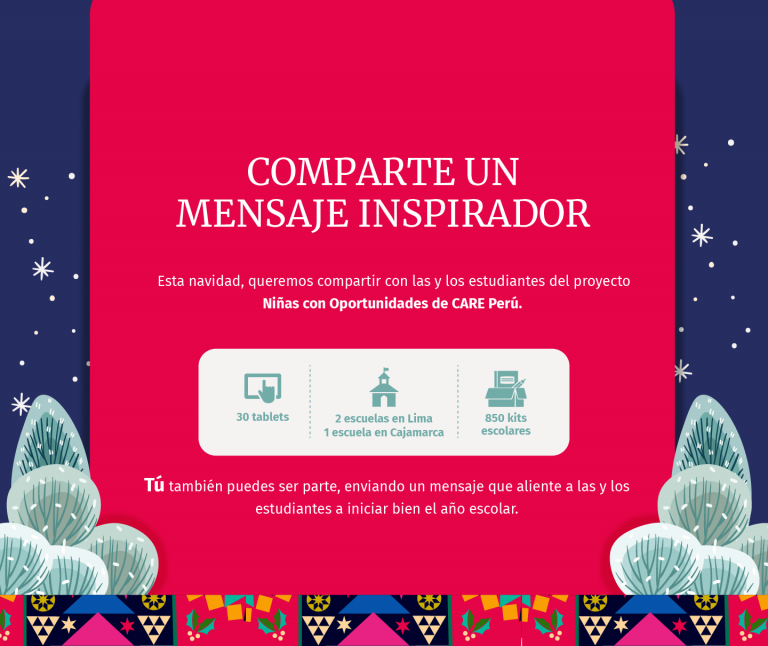 COMPARTE UN
MENSAJE INSPIRADOR
Esta navidad, queremos compartir con las y los estudiantes del proyecto
Niñas con Oportunidades de CARE Perú.
30 tablets
2 escuelas en Lima
1 escuela en Cajamarca
850 kits
escolares
Tú también puedes ser parte, enviando un mensaje que aliente a las y los
estudiantes a iniciar bien el año escolar.